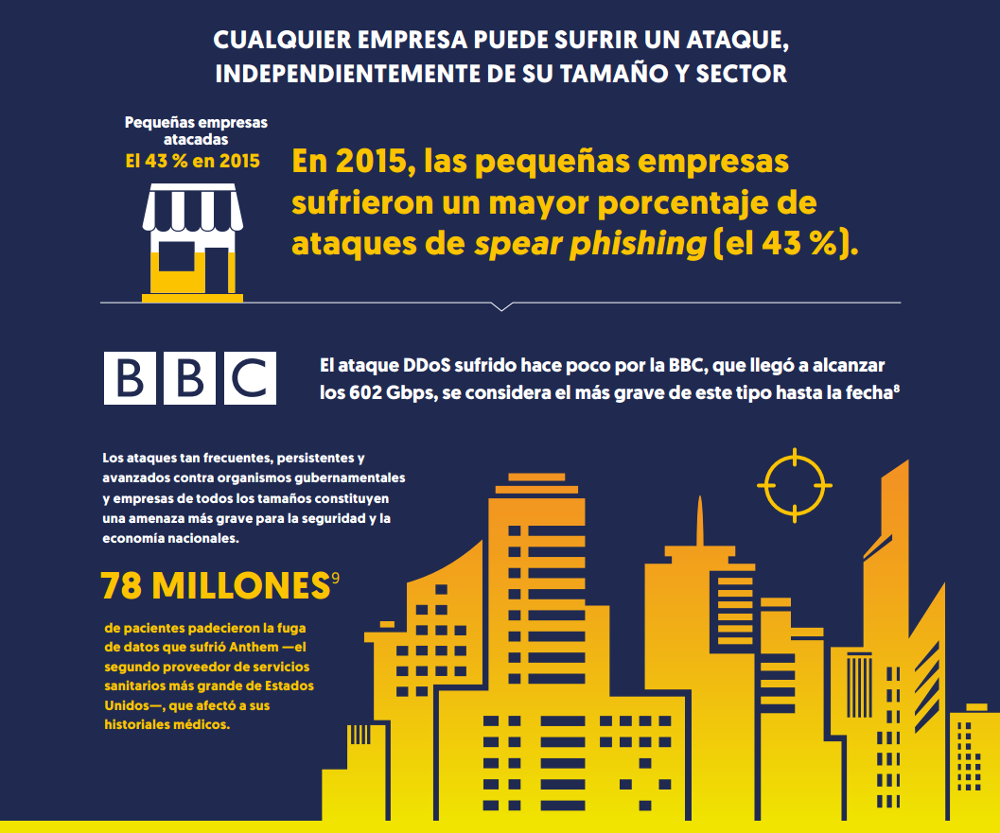 CUALQUIER EMPRESA PUEDE SUFRIR UN ATAQUE,
INDEPENDIENTEMENTE DE SU TAMAÑO Y SECTOR
Pequeñas empresas
atacadas
El 43 % en 2015
En 2015, las pequeñas empresas
sufrieron un mayor porcentaje de
ataques de spear phishing (el 43 %).
BBC
El ataque DDoS sufrido hace poco por la BBC, que llegó a alcanzar
los 602 Gbps, se considera el más grave de este tipo hasta la fecha⁸
Los ataques tan frecuentes, persistentes y
avanzados contra organismos gubernamentales
y empresas de todos los tamaños constituyen
una amenaza más grave para la seguridad y la
economía nacionales.
78 MILLONES⁹
de pacientes padecieron la fuga
de datos que sufrió Anthem —el
segundo proveedor de servicios
sanitarios más grande de Estados
Unidos—, que afectó a sus
historiales médicos.